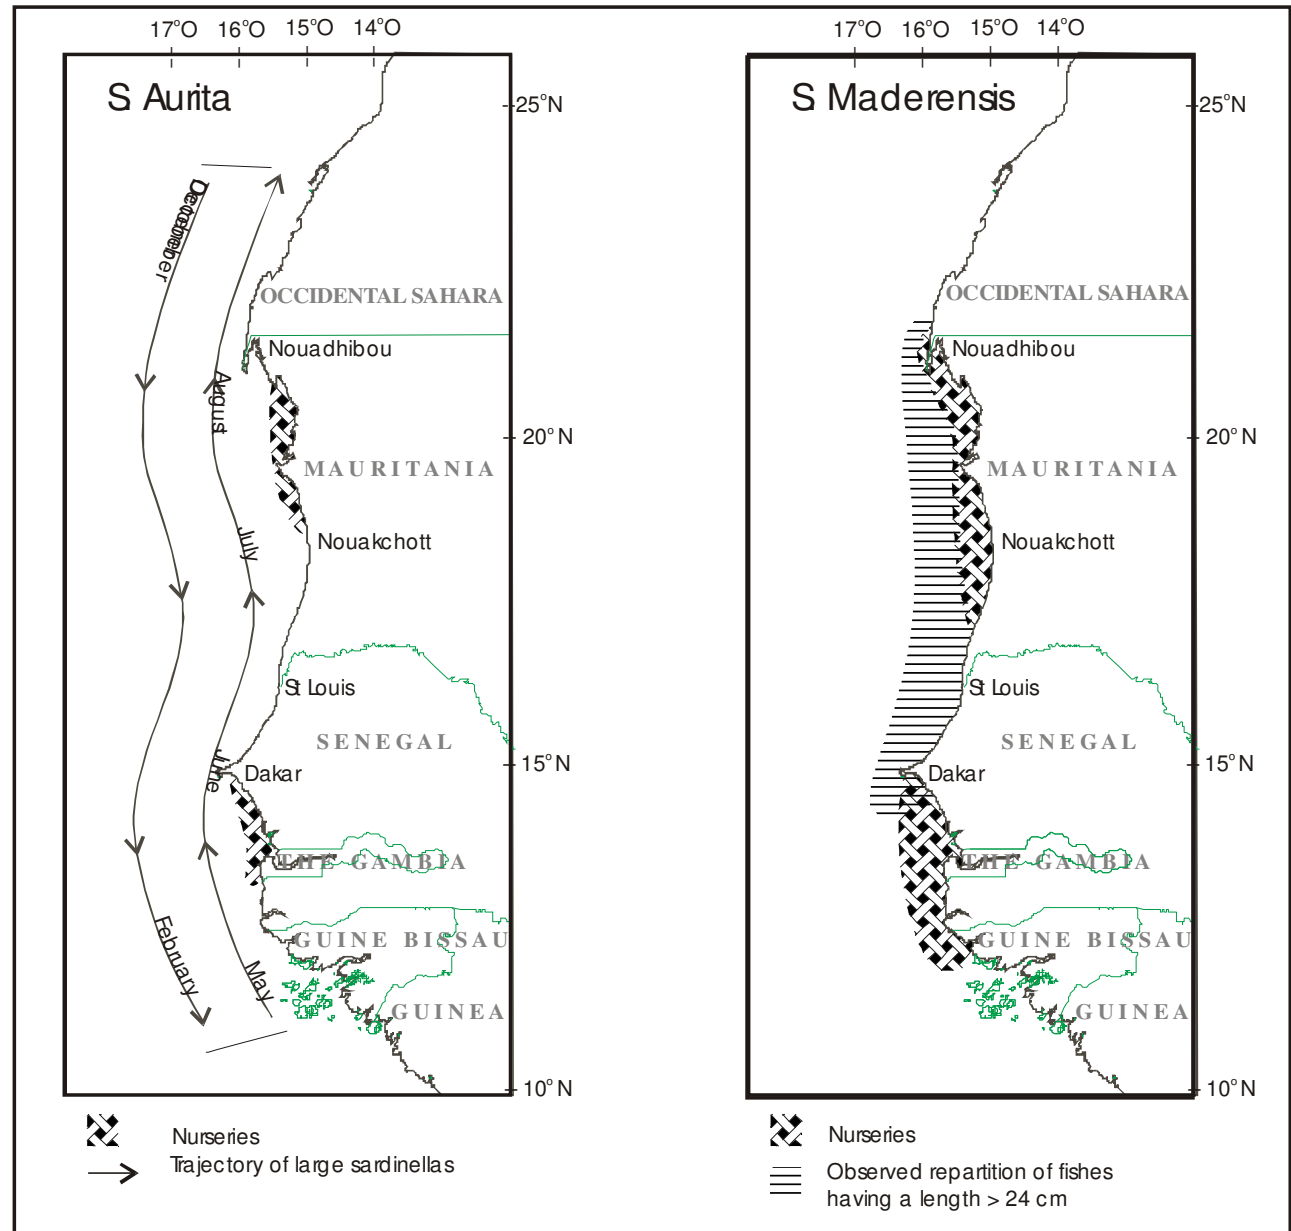 17°O 16°O 15°O 14°O
S. Aurita
25°N
August
OCCIDENTAL SAHARA
Nouadhibou
20°N
MAURITANIA
July
Nouakchott
St Louis
SENEGAL
15°N
June
Dakar
THE GAMBIA
February
May
GUINE BISSAU
GUINEA
10°N
Nurseries
Trajectory of large sardinellas
17°O 16°O 15°O 14°O
S. Maderensis
25°N
OCCIDENTAL SAHARA
Nouadhibou
20°N
MAURITANIA
Nouakchott
St Louis
SENEGAL
15°N
Dakar
THE GAMBIA
GUINE BISSAU
GUINEA
10°N
Nurseries
Observed repartition of fishes
having a length > 24 cm